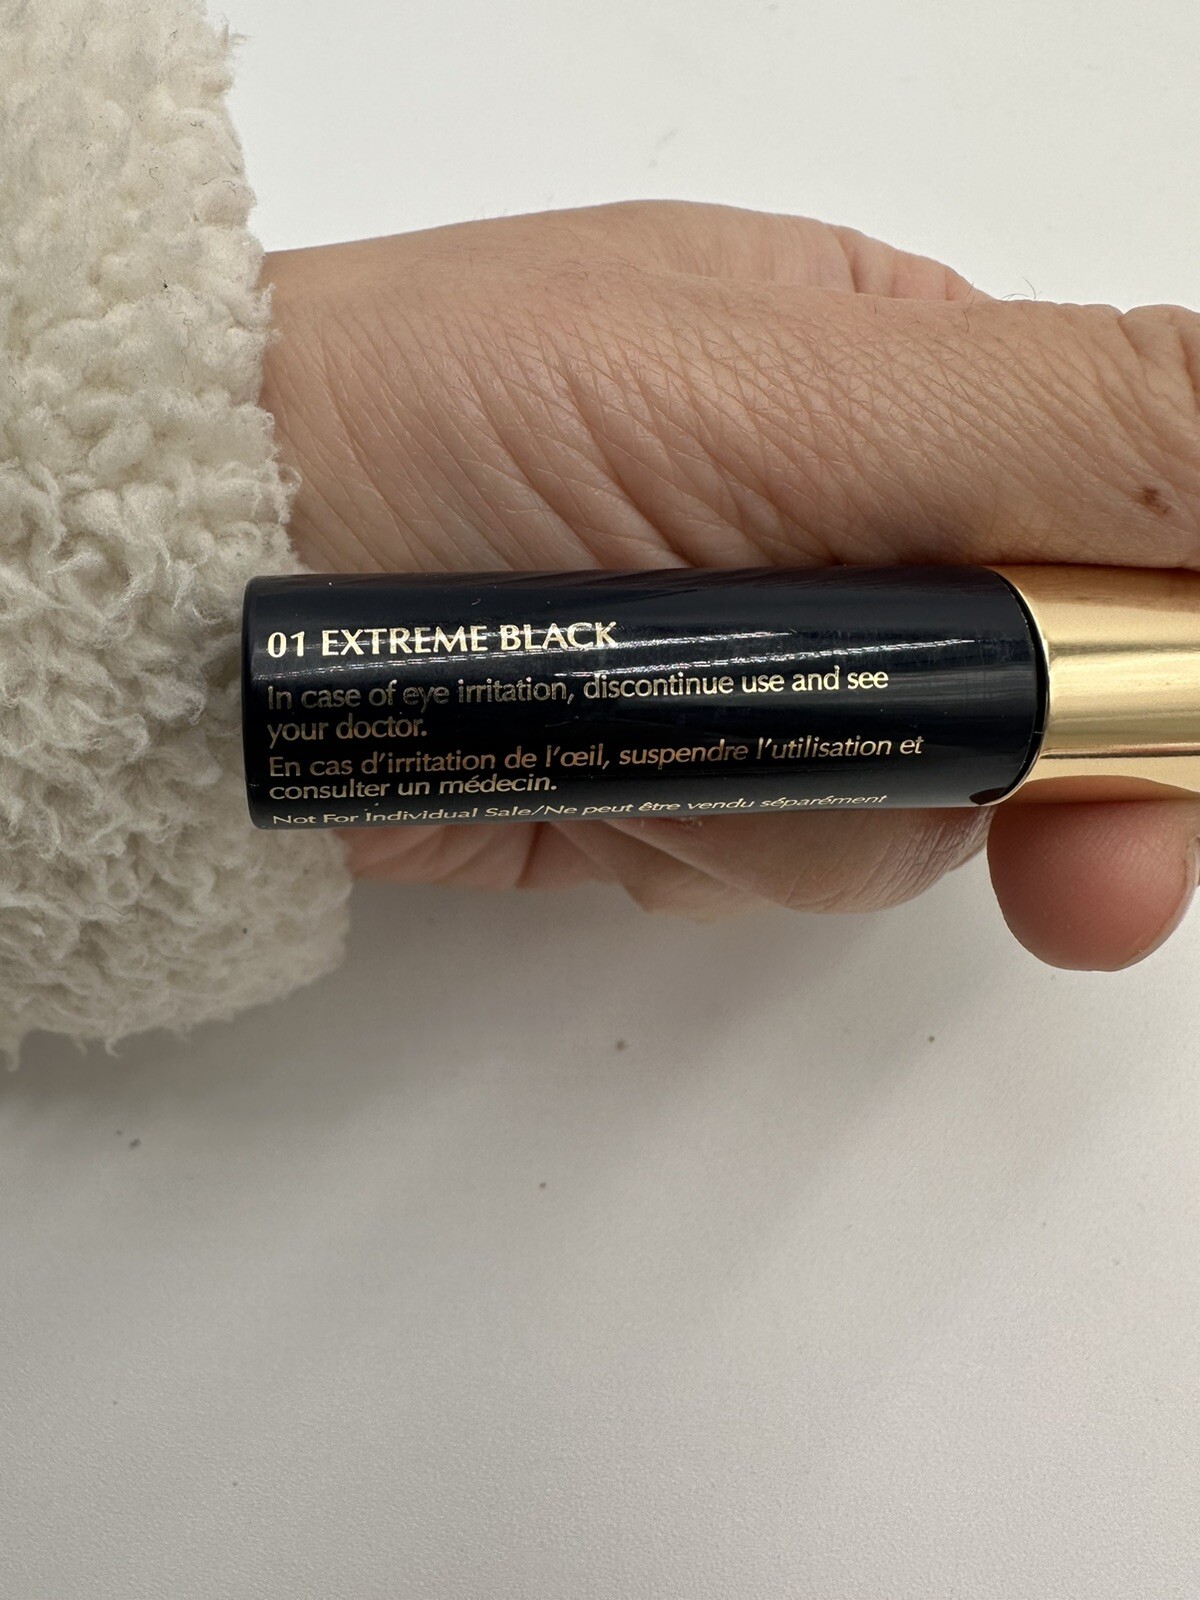 01 EXTREME BLACK
In case of eye irritation, discontinue use and see
your doctor.
En cas d'irritation de l'œil, suspendre l'utilisation et
consulter un médecin.
Not For Individual Sale/Ne peut être vendu séparément